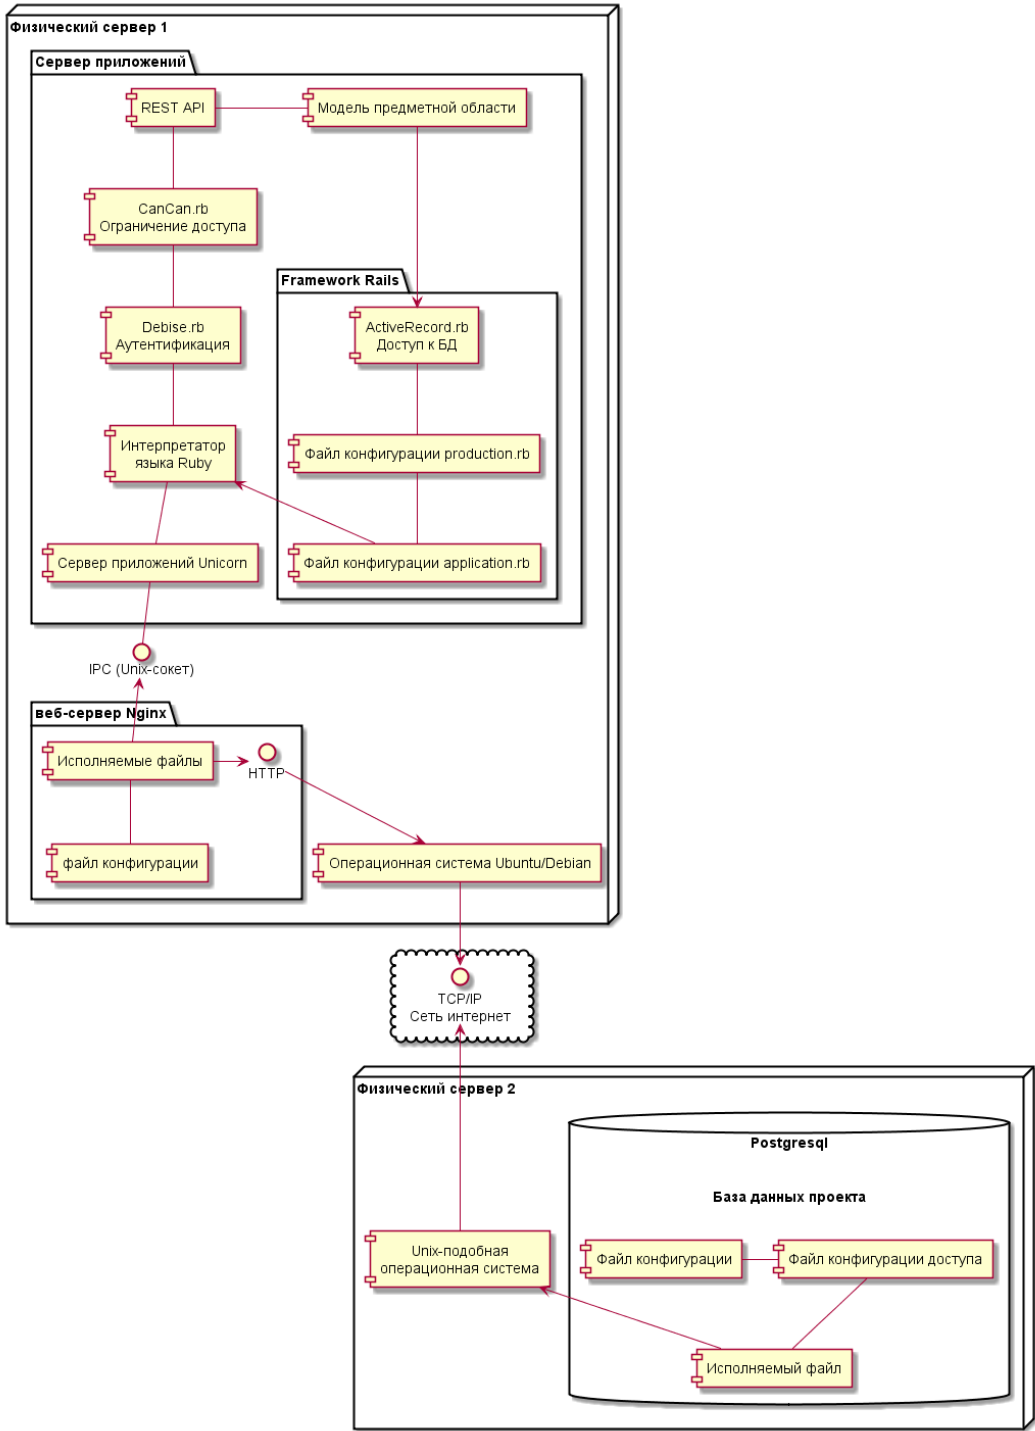 Физический сервер 1
Сервер приложений
REST API
Модель предметной области
CanCan.rb
Ограничение доступа
Framework Rails
Debise.rb
Аутентификация
ActiveRecord.rb
Доступ к БД
Интерпретатор
языка Ruby
Файл конфигурации production.rb
Сервер приложений Unicorn
Файл конфигурации application.rb
IPC (Unix-сокет)
веб-сервер Nginx
Исполняемые файлы
HTTP
файл конфигурации
Операционная система Ubuntu/Debian
TCP/IP
Сеть интернет
Физический сервер 2
Postgresql
База данных проекта
Unix-подобная
операционная система
Файл конфигурации
Файл конфигурации доступа
Исполняемый файл